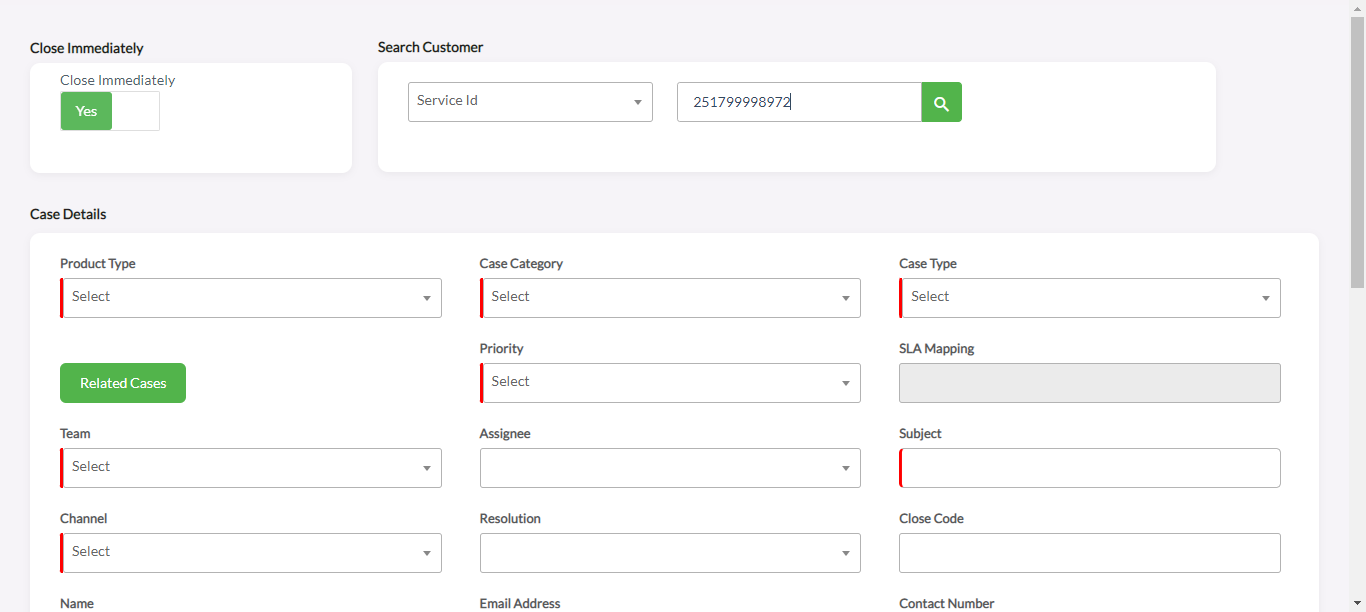 Close Immediately
Search Customer
Close Immediately
Yes
Service Id
251799998972
Case Details
Product Type
Case Category
Case Type
Select
Select
Select
Priority
SLA Mapping
Related Cases
Select
Team
Assignee
Subject
Select
Channel
Resolution
Close Code
Select
Name
Email Address
Contact Number